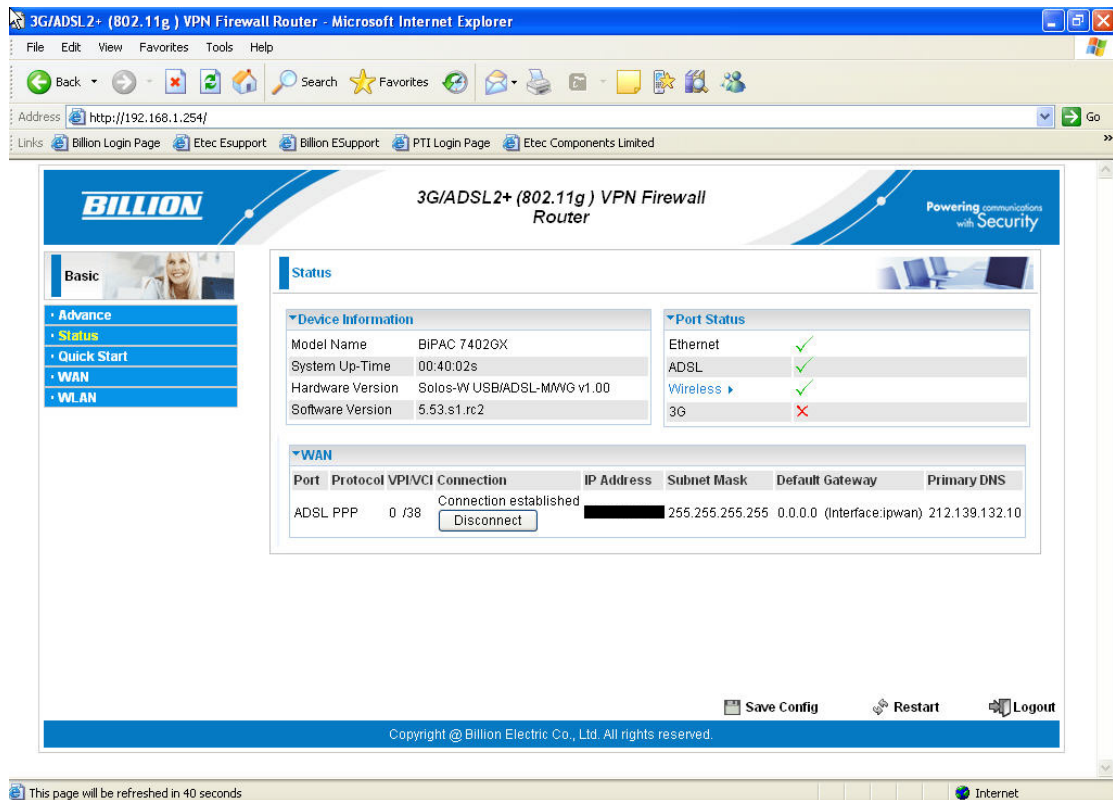 3G/ADSL2+ (802.11g ) VPN Firewall Router - Microsoft Internet Explorer
File Edit View Favorites Tools Help
Back Search Favorites
Address http://192.168.1.254/ Go
Links Billion Login Page Etec Esupport Billion ESupport PTI Login Page Etec Components Limited »
BILLION
3G/ADSL2+ (802.11g ) VPN Firewall
Router
Powering communications
with Security
Basic
Status
· Advance
· Status
· Quick Start
· WAN
· WLAN
Device Information
Model Name BiPAC 7402GX
System Up-Time 00:40:02s
Hardware Version Solos-W USB/ADSL-M/WG v1.00
Software Version 5.53.s1.rc2
Port Status
Ethernet
ADSL
Wireless
3G
WAN
Port Protocol VPI/VCI Connection IP Address Subnet Mask Default Gateway Primary DNS
ADSL PPP 0 /38 Connection established 255.255.255.255 0.0.0.0 (Interface:ipwan) 212.139.132.10
Disconnect
Save Config Restart Logout
Copyright @ Billion Electric Co., Ltd. All rights reserved.
This page will be refreshed in 40 seconds Internet